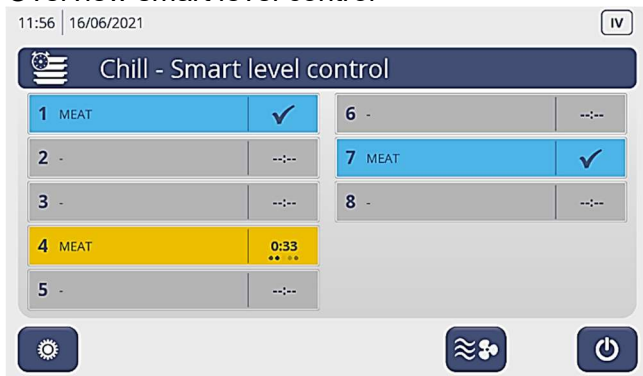 11:56 16/06/2021 IV
Chill - Smart level control
1 MEAT ✓
2 - --:--
3 - --:--
4 MEAT 0:33
5 - --:--
6 - --:--
7 MEAT ✓
8 - --:--